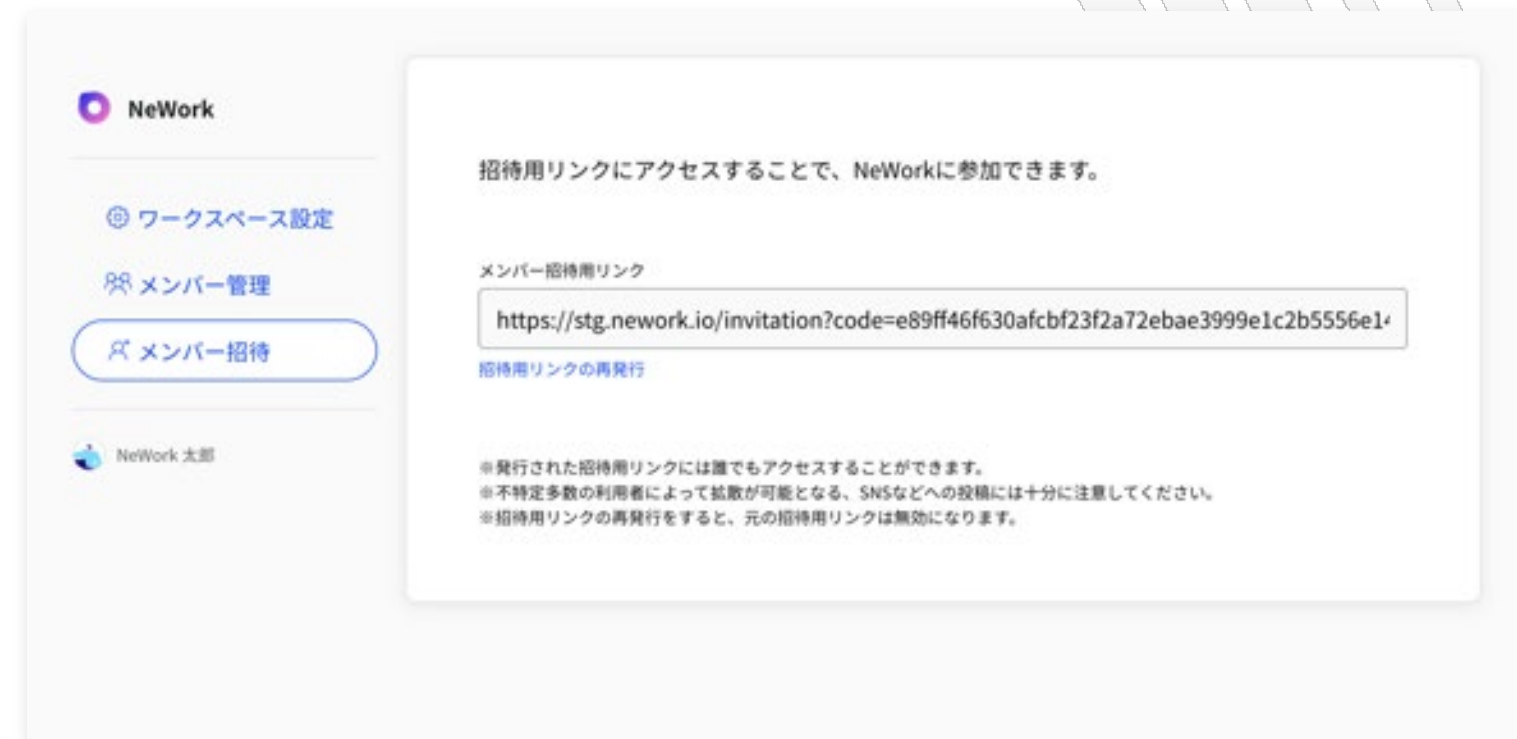 NeWork
ワークスペース設定
メンバー管理
メンバー招待
NeWork 太郎
招待用リンクにアクセスすることで、NeWorkに参加できます。
メンバー招待用リンク
https://stg.nework.io/invitation?code=e89ff46f630afcbf23f2a72ebae3999e1c2b5556e14
招待用リンクの再発行
※発行された招待用リンクには誰でもアクセスすることができます。
※不特定多数の利用者によって拡散が可能となる、SNSなどへの投稿には十分に注意してください。
※招待用リンクの再発行をすると、元の招待用リンクは無効になります。